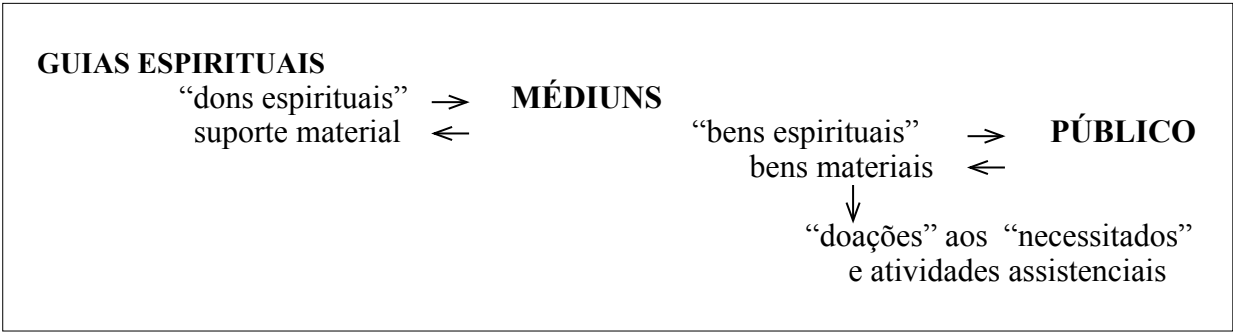 GUIAS ESPIRITUAIS
“dons espirituais” → MÉDIUNS
suporte material ←
“bens espirituais” → PÚBLICO
bens materiais ←
↓
“doações” aos “necessitados”
e atividades assistenciais